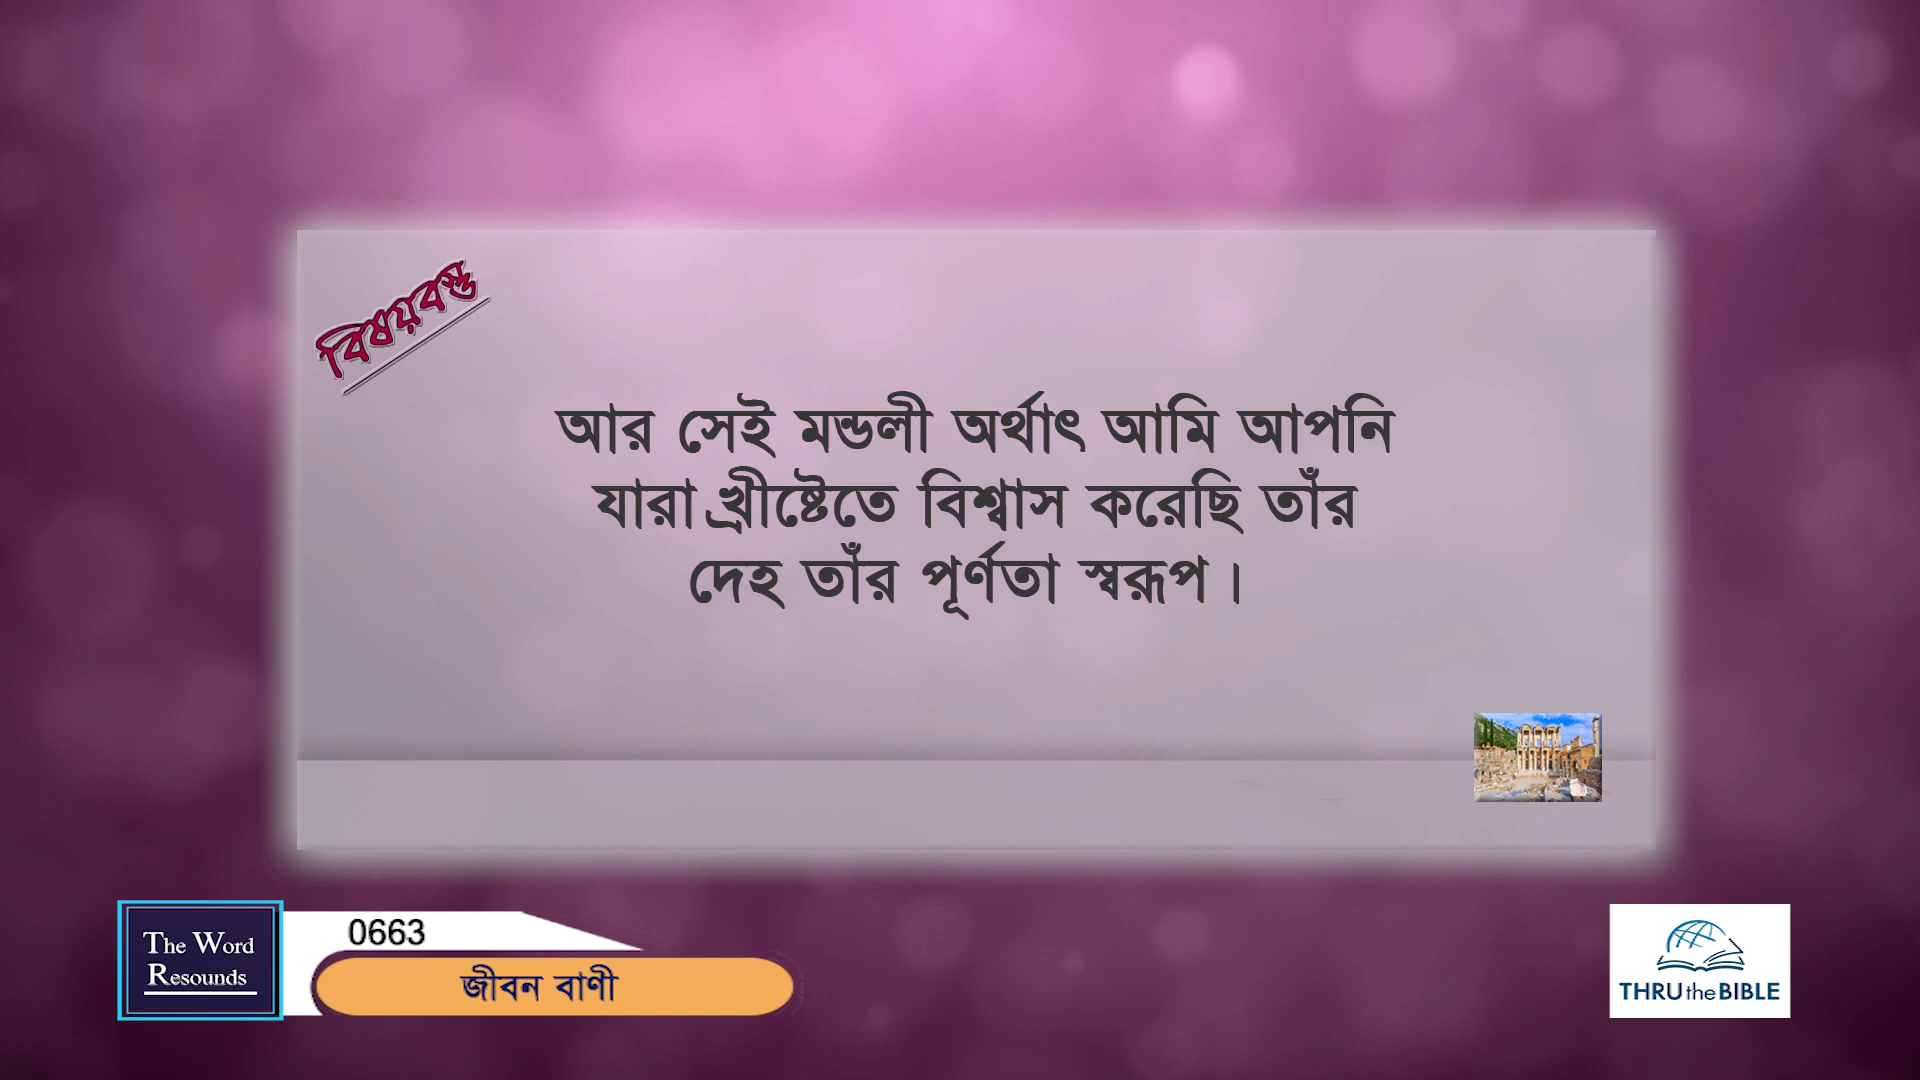 বিষয়বস্তু
আর সেই মন্ডলী অর্থাৎ আমি আপনি
যারা খ্রীষ্টেতে বিশ্বাস করেছি তাঁর
দেহ তাঁর পূর্ণতা স্বরূপ।
The Word
Resounds
0663
জীবন বাণী
THRU the BIBLE